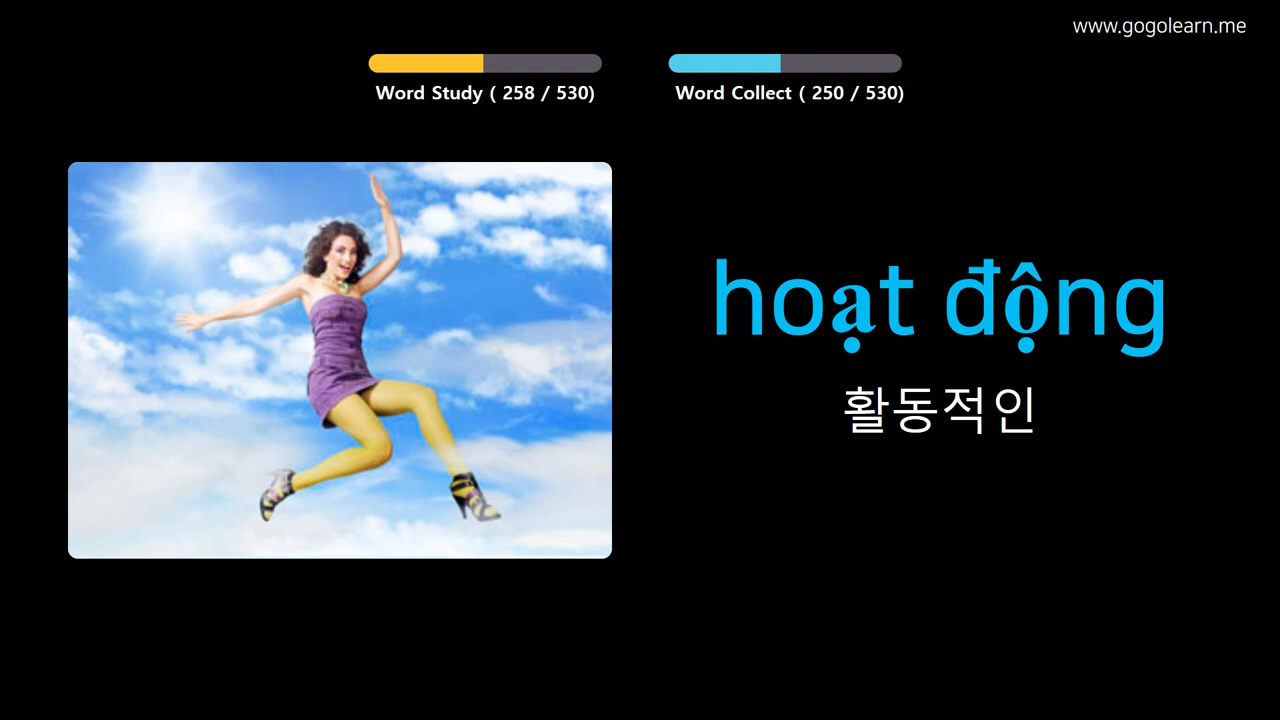 www.gogolearn.me
Word Study ( 258 / 530)
Word Collect ( 250 / 530)
hoạt động
활동적인